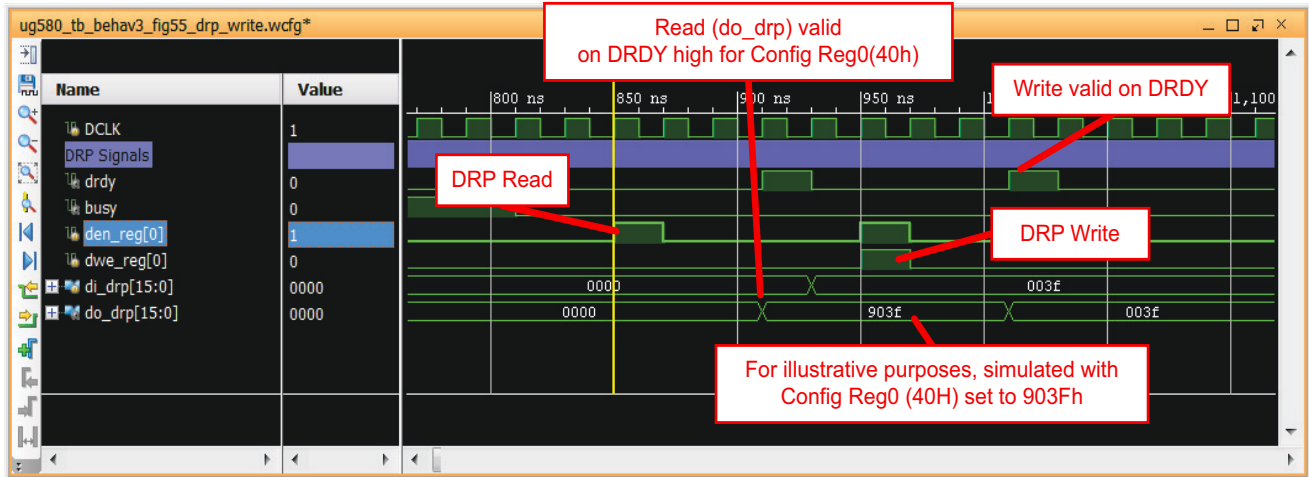 ug580_tb_behav3_fig55_drp_write.wcfg*
Read (do_drp) valid
on DRDY high for Config Reg0(40h)
Write valid on DRDY
Name
Value
800 ns
850 ns
950 ns
1,100
DCLK
1
DRP Signals
drdy
0
DRP Read
busy
0
den_reg[0]
1
DRP Write
dwe_reg[0]
0
di_drp[15:0]
0000
0000
003f
do_drp[15:0]
0000
0000
903f
003f
For illustrative purposes, simulated with
Config Reg0 (40H) set to 903Fh